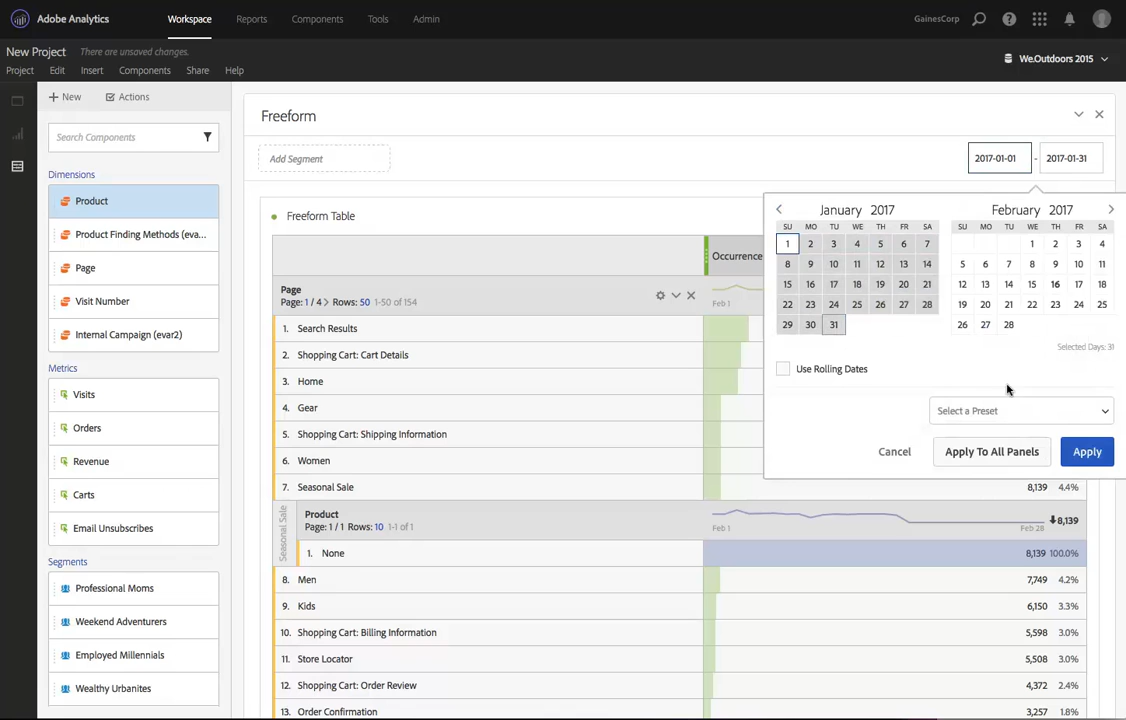 Adobe Analytics
Workspace
Reports
Components
Tools
Admin
GainesCorp
New Project
There are unsaved changes.
Project
Edit
Insert
Components
Share
Help
We.Outdoors 2015
+ New
Actions
Search Components
Dimensions
Product
Product Finding Methods (evar...
Page
Visit Number
Internal Campaign (evar2)
Metrics
Visits
Orders
Revenue
Carts
Email Unsubscribes
Segments
Professional Moms
Weekend Adventurers
Employed Millennials
Wealthy Urbanites
Freeform
Add Segment
2017-01-01 - 2017-01-31
Freeform Table
Occurrence
Page
Page: 1 / 4 > Rows: 50 1-50 of 154
Feb 1
1. Search Results
2. Shopping Cart: Cart Details
3. Home
4. Gear
5. Shopping Cart: Shipping Information
6. Women
7. Seasonal Sale 8,139 4.4%
Seasonal Sale
Product
Page: 1 / 1 Rows: 10 1-1 of 1
Feb 1
Feb 28
8,139
1. None 8,139 100.0%
8. Men 7,749 4.2%
9. Kids 6,150 3.3%
10. Shopping Cart: Billing Information 5,598 3.0%
11. Store Locator 5,508 3.0%
12. Shopping Cart: Order Review 4,372 2.4%
13. Order Confirmation 3,257 1.8%
January 2017
SU MO TU WE TH FR SA
1 2 3 4 5 6 7
8 9 10 11 12 13 14
15 16 17 18 19 20 21
22 23 24 25 26 27 28
29 30 31
February 2017
SU MO TU WE TH FR SA
1 2 3 4
5 6 7 8 9 10 11
12 13 14 15 16 17 18
19 20 21 22 23 24 25
26 27 28
Selected Days: 31
Use Rolling Dates
Select a Preset
Cancel
Apply To All Panels
Apply